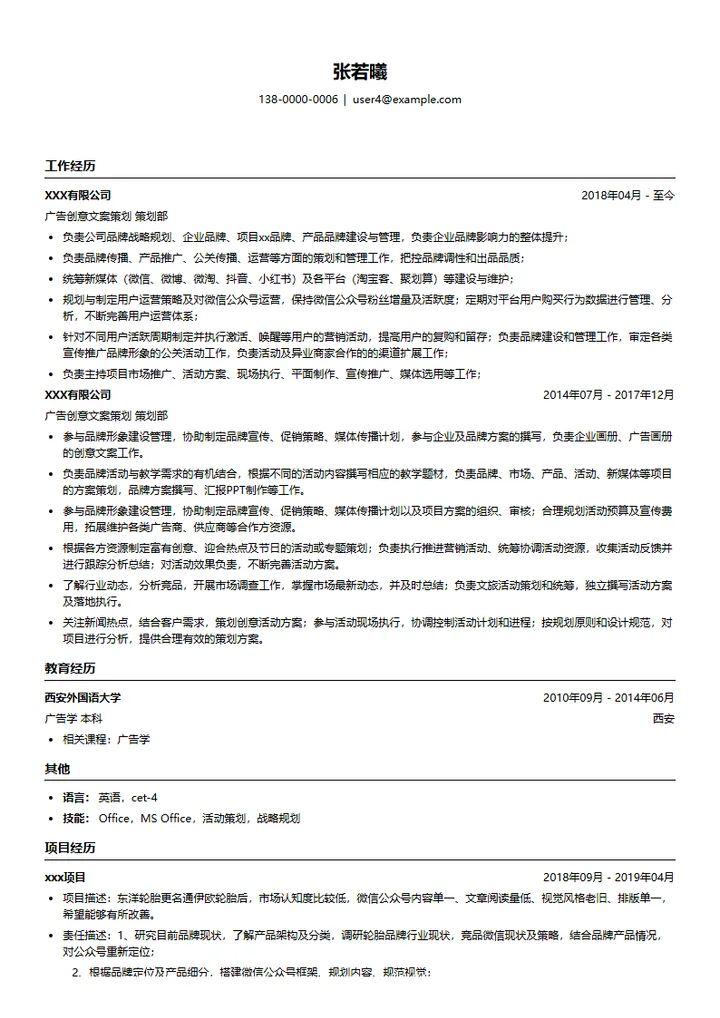 张若曦
138-0000-0006 | user4@example.com
工作经历
XXX有限公司 2018年04月 - 至今
广告创意文案策划 策划部
• 负责公司品牌战略规划、企业品牌、项目xx品牌、产品品牌建设与管理，负责企业品牌影响力的整体提升；
• 负责品牌传播、产品推广、公关传播、运营等方面的策划和管理工作，把控品牌调性和出品品质；
• 统筹新媒体（微信、微博、微淘、抖音、小红书）及各平台（淘宝客、聚划算）等建设与维护；
• 规划与制定用户运营策略及对微信公众号运营，保持微信公众号粉丝增量及活跃度；定期对平台用户购买行为数据进行管理、分
析，不断完善用户运营体系；
• 针对不同用户活跃周期制定并执行激活、唤醒等用户的营销活动，提高用户的复购和留存；负责品牌建设和管理工作，审定各类
宣传推广品牌形象的公关活动工作，负责活动及异业商家合作的的渠道扩展工作；
• 负责主持项目市场推广、活动方案、现场执行、平面制作、宣传推广、媒体选用等工作；
XXX有限公司 2014年07月 - 2017年12月
广告创意文案策划 策划部
• 参与品牌形象建设管理，协助制定品牌宣传、促销策略、媒体传播计划，参与企业及品牌方案的撰写，负责企业画册、广告画册
的创意文案工作。
• 负责品牌活动与教学需求的有机结合，根据不同的活动内容撰写相应的教学题材，负责品牌、市场、产品、活动、新媒体等项目
的方案策划，品牌方案撰写、汇报PPT制作等工作。
• 参与品牌形象建设管理，协助制定品牌宣传、促销策略、媒体传播计划以及项目方案的组织、审核；合理规划活动预算及宣传费
用，拓展维护各类广告商、供应商等合作方资源。
• 根据各方资源制定富有创意、迎合热点及节日的活动或专题策划；负责执行推进营销活动、统筹协调活动资源，收集活动反馈并
进行跟踪分析总结；对活动效果负责，不断完善活动方案。
• 了解行业动态，分析竞品，开展市场调查工作，掌握市场最新动态，并及时总结；负责文旅活动策划和统筹，独立撰写活动方案
及落地执行。
• 关注新闻热点，结合客户需求，策划创意活动方案；参与活动现场执行，协调控制活动计划和进程；按规划原则和设计规范，对
项目进行分析，提供合理有效的策划方案。
教育经历
西安外国语大学 2010年09月 - 2014年06月
广告学 本科 西安
• 相关课程：广告学
其他
• 语言： 英语，cet-4
• 技能： Office，MS Office，活动策划，战略规划
项目经历
xxx项目 2018年09月 - 2019年04月
• 项目描述：东洋轮胎更名通伊欧轮胎后，市场认知度比较低，微信公众号内容单一、文章阅读量低、视觉风格老旧、排版单一，
希望能够有所改善。
• 责任描述：1、研究目前品牌现状，了解产品架构及分类，调研轮胎品牌行业现状，竞品微信现状及策略，结合品牌产品情况，
对公众号重新定位；
2、根据品牌定位及产品细分，搭建微信公众号框架，规划内容，规范视觉；